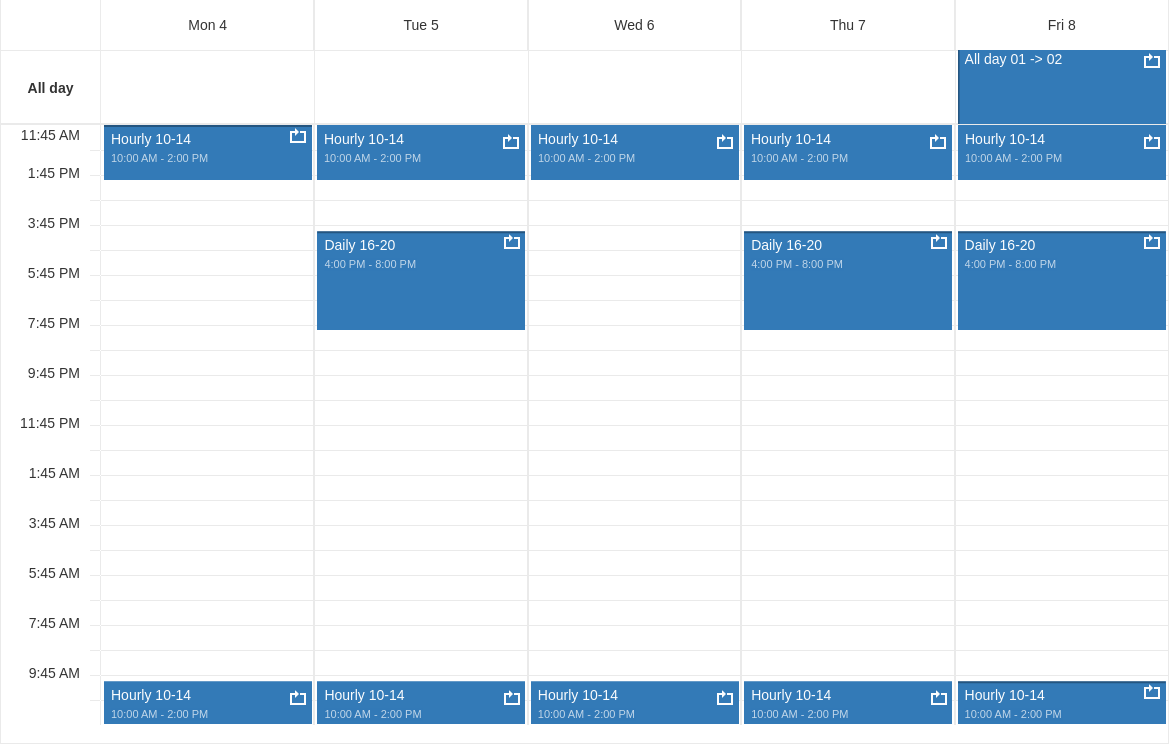 Mon 4 Tue 5 Wed 6 Thu 7 Fri 8
All day
All day 01 -> 02
11:45 AM
Hourly 10-14 Hourly 10-14 Hourly 10-14 Hourly 10-14 Hourly 10-14
10:00 AM - 2:00 PM 10:00 AM - 2:00 PM 10:00 AM - 2:00 PM 10:00 AM - 2:00 PM 10:00 AM - 2:00 PM
1:45 PM
3:45 PM
Daily 16-20 Daily 16-20 Daily 16-20
4:00 PM - 8:00 PM 4:00 PM - 8:00 PM 4:00 PM - 8:00 PM
5:45 PM
7:45 PM
9:45 PM
11:45 PM
1:45 AM
3:45 AM
5:45 AM
7:45 AM
9:45 AM
Hourly 10-14 Hourly 10-14 Hourly 10-14 Hourly 10-14 Hourly 10-14
10:00 AM - 2:00 PM 10:00 AM - 2:00 PM 10:00 AM - 2:00 PM 10:00 AM - 2:00 PM 10:00 AM - 2:00 PM